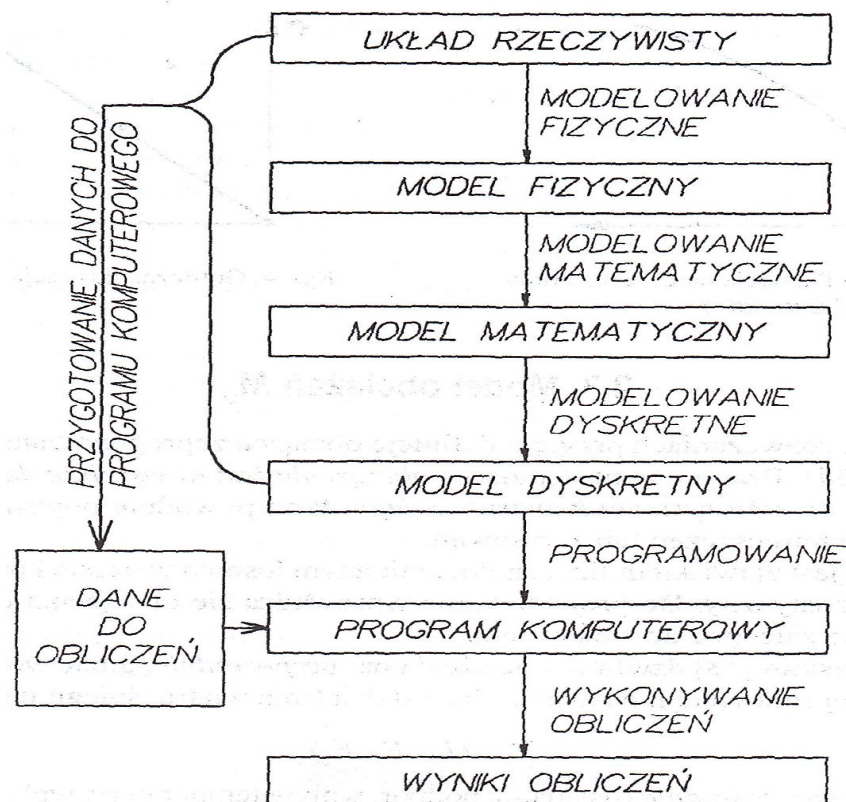 UKŁAD RZECZYWISTY
MODELOWANIE
FIZYCZNE
MODEL FIZYCZNY
MODELOWANIE
MATEMATYCZNE
MODEL MATEMATYCZNY
MODELOWANIE
DYSKRETNE
MODEL DYSKRETNY
PROGRAMOWANIE
PROGRAM KOMPUTEROWY
WYKONYWANIE
OBLICZEŃ
WYNIKI OBLICZEŃ
PRZYGOTOWANIE DANYCH DO
PROGRAMU KOMPUTEROWEGO
DANE
DO
OBLICZEŃ